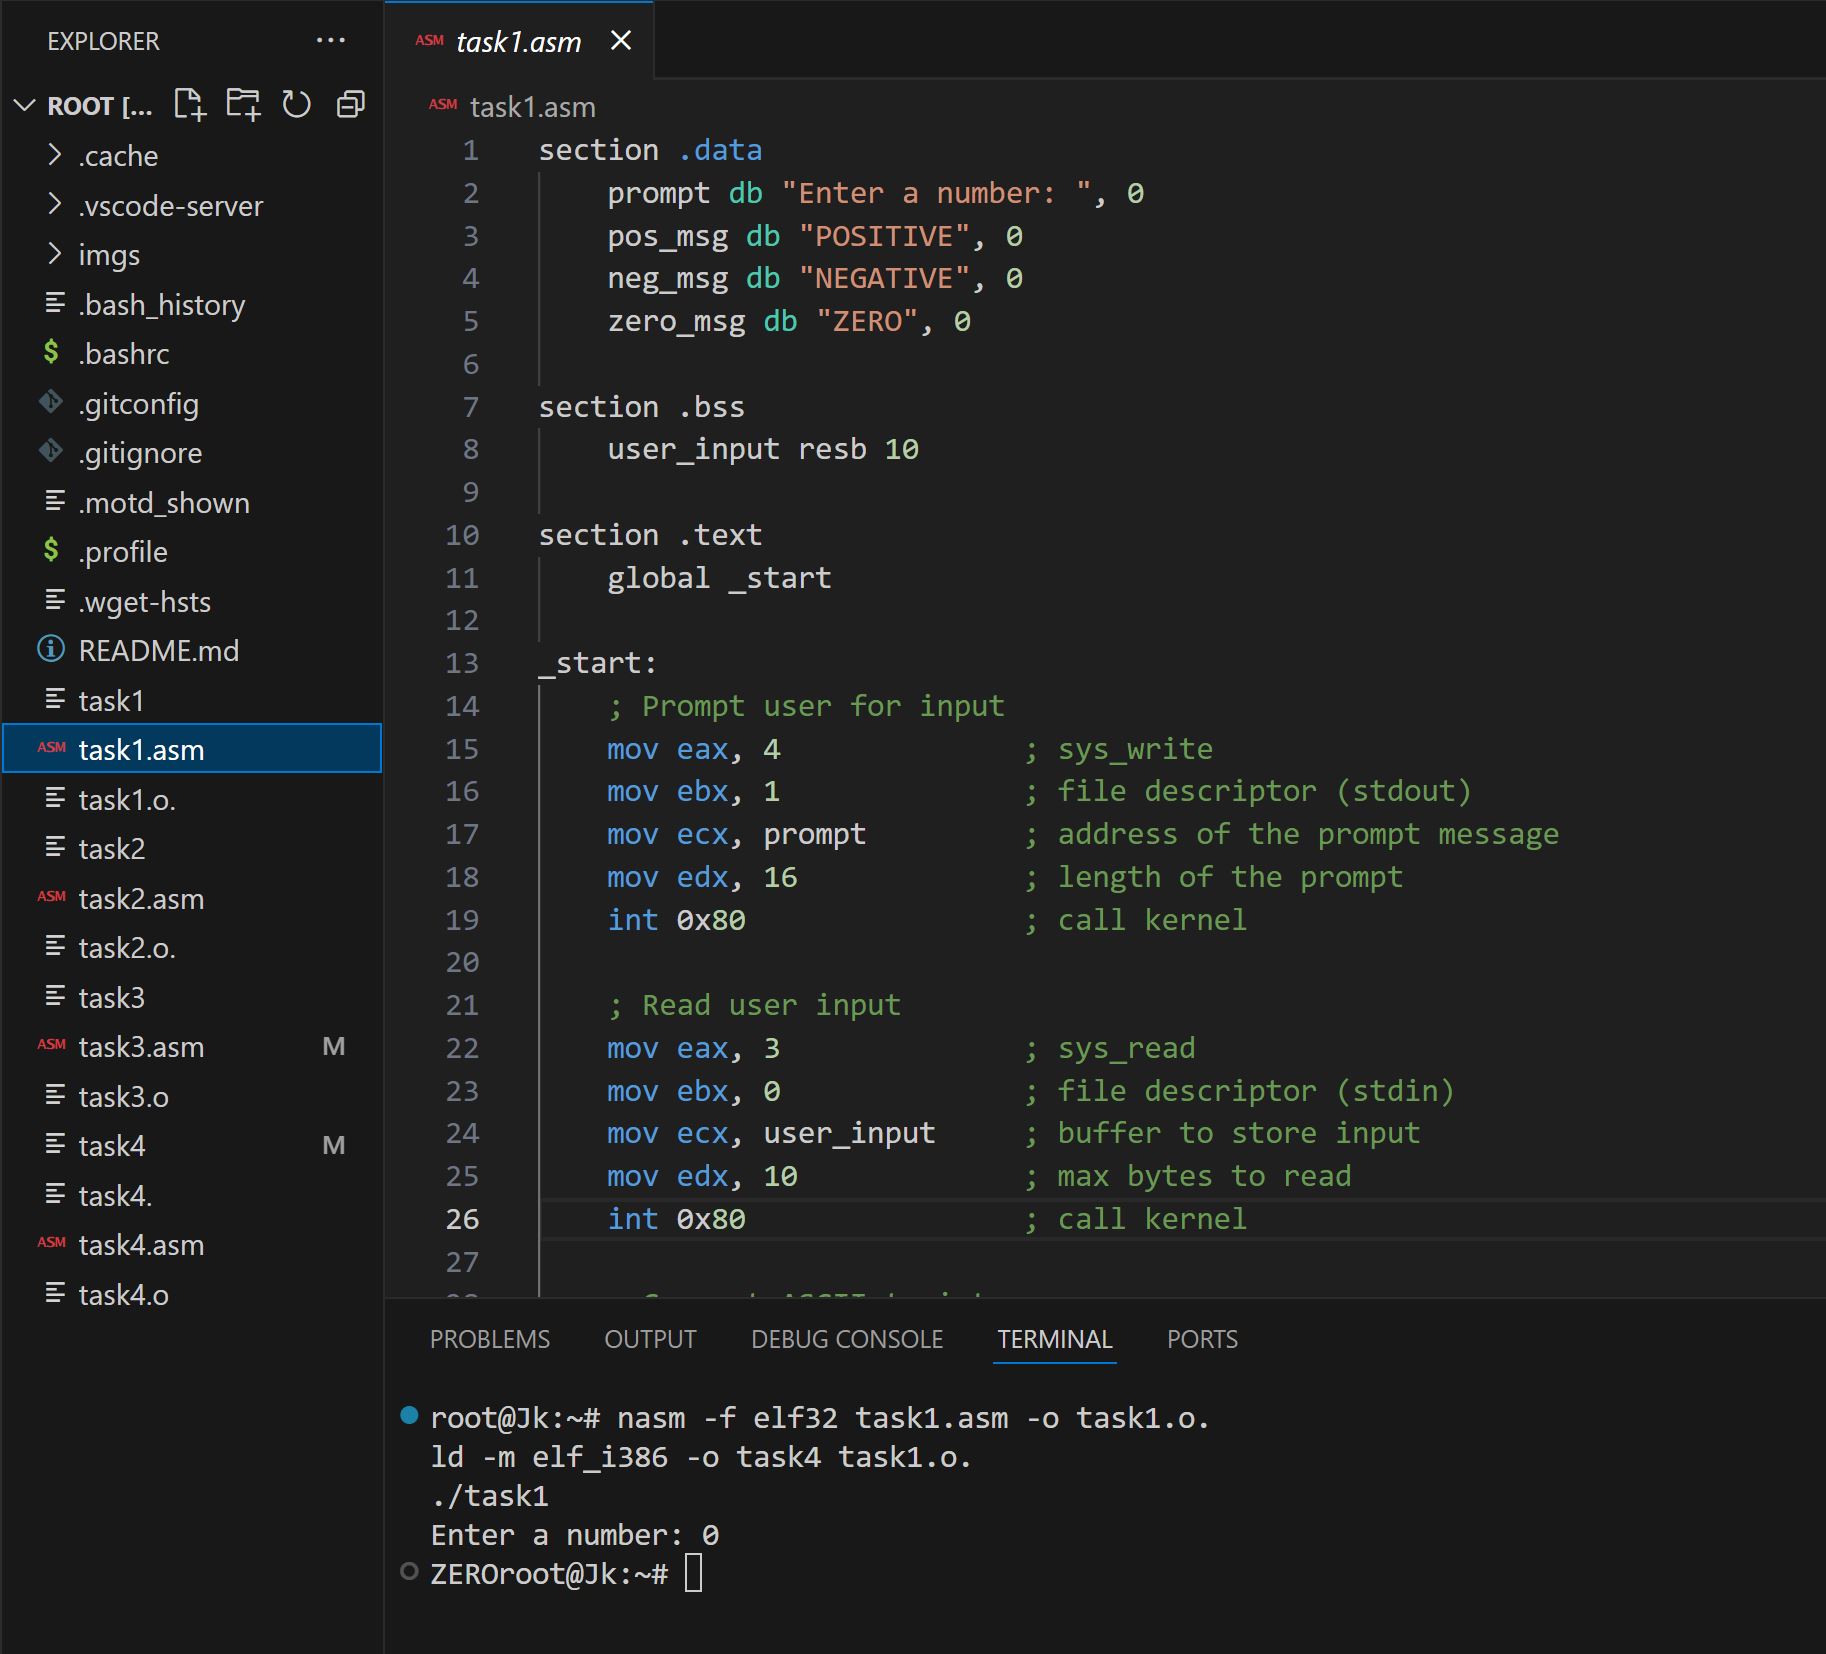 EXPLORER
ROOT [...
.cache
.vscode-server
imgs
.bash_history
$ .bashrc
.gitconfig
.gitignore
.motd_shown
$ .profile
.wget-hsts
README.md
task1
ASM task1.asm
task1.o.
task2
ASM task2.asm
task2.o.
task3
ASM task3.asm M
task3.o
task4 M
task4.
ASM task4.asm
task4.o
ASM task1.asm
ASM task1.asm
1 section .data
2 prompt db "Enter a number: ", 0
3 pos_msg db "POSITIVE", 0
4 neg_msg db "NEGATIVE", 0
5 zero_msg db "ZERO", 0
6
7 section .bss
8 user_input resb 10
9
10 section .text
11 global _start
12
13 _start:
14 ; Prompt user for input
15 mov eax, 4 ; sys_write
16 mov ebx, 1 ; file descriptor (stdout)
17 mov ecx, prompt ; address of the prompt message
18 mov edx, 16 ; length of the prompt
19 int 0x80 ; call kernel
20
21 ; Read user input
22 mov eax, 3 ; sys_read
23 mov ebx, 0 ; file descriptor (stdin)
24 mov ecx, user_input ; buffer to store input
25 mov edx, 10 ; max bytes to read
26 int 0x80 ; call kernel
27
PROBLEMS OUTPUT DEBUG CONSOLE TERMINAL PORTS
root@Jk:~# nasm -f elf32 task1.asm -o task1.o.
ld -m elf_i386 -o task4 task1.o.
./task1
Enter a number: 0
ZEROroot@Jk:~#